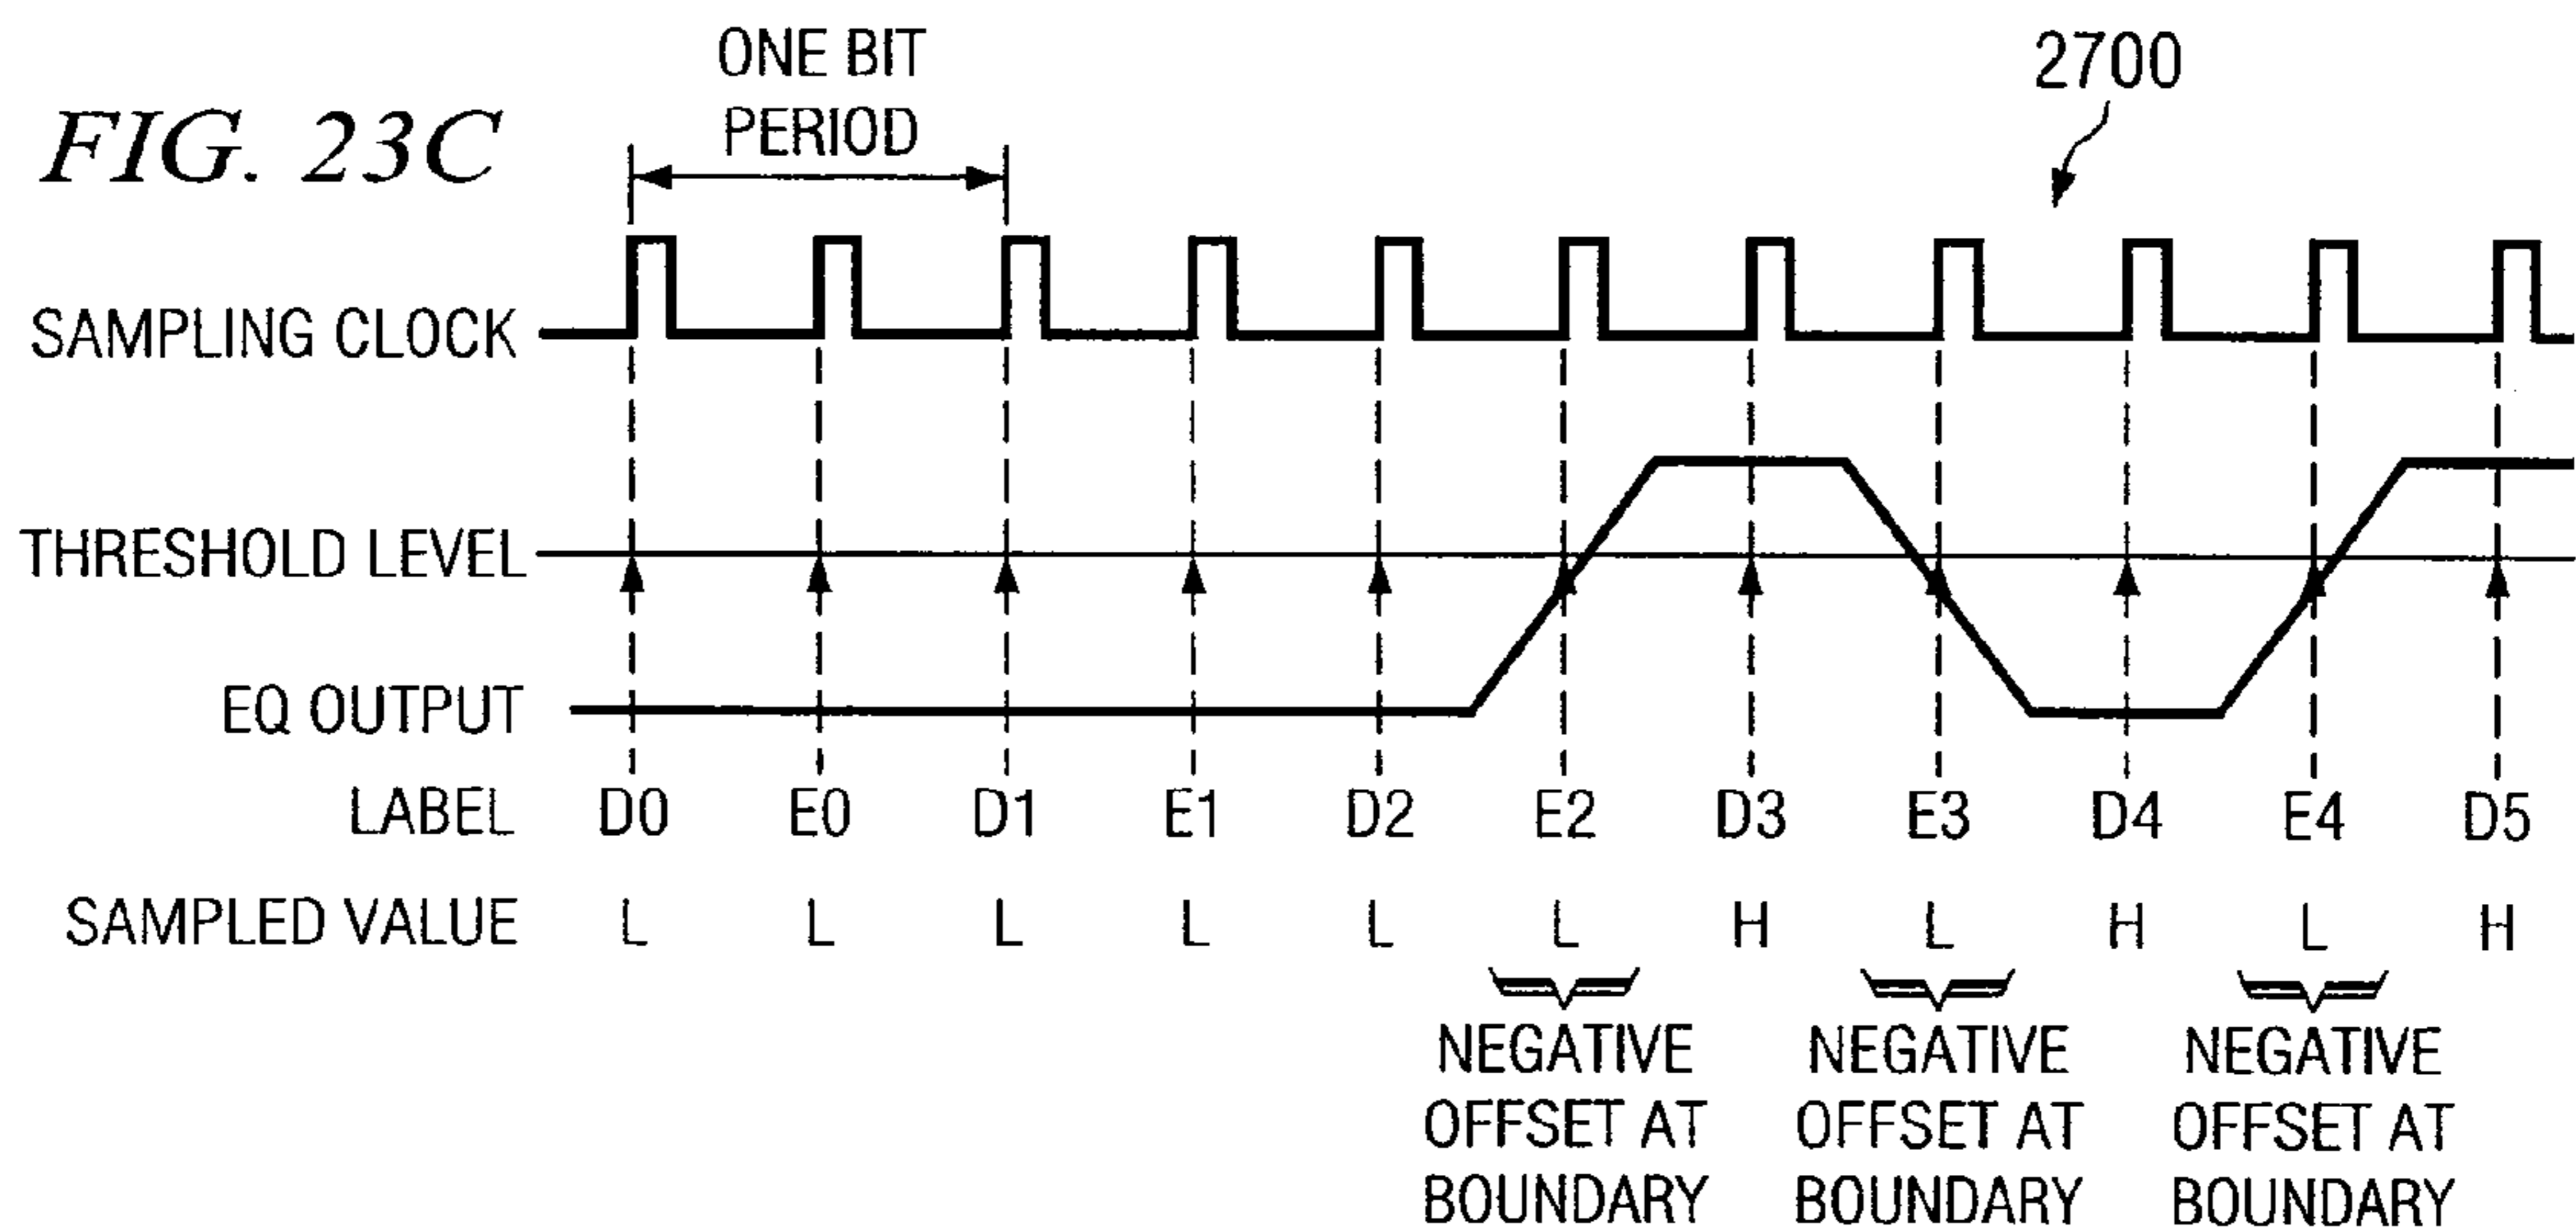 FIG. 23C
ONE BIT
PERIOD
2700
SAMPLING CLOCK
THRESHOLD LEVEL
EQ OUTPUT
LABEL D0 E0 D1 E1 D2 E2 D3 E3 D4 E4 D5
SAMPLED VALUE L L L L L L H L H L H
NEGATIVE OFFSET AT BOUNDARY
NEGATIVE OFFSET AT BOUNDARY
NEGATIVE OFFSET AT BOUNDARY